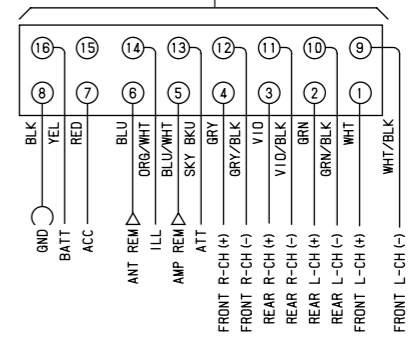 16 15 14 13 12 11 10 9
8 7 6 5 4 3 2 1
BLK
YEL
RED
BLU
ORG/WHT
BLU/WHT
SKY BKU
GRY
GRY/BLK
VIO
VIO/BLK
GRN
GRN/BLK
WHT
WHT/BLK
GND
BATT
ACC
ANT REM
ILL
AMP REM
ATT
FRONT R-CH (+)
FRONT R-CH (-)
REAR R-CH (+)
REAR R-CH (-)
REAR L-CH (+)
REAR L-CH (-)
FRONT L-CH (+)
FRONT L-CH (-)